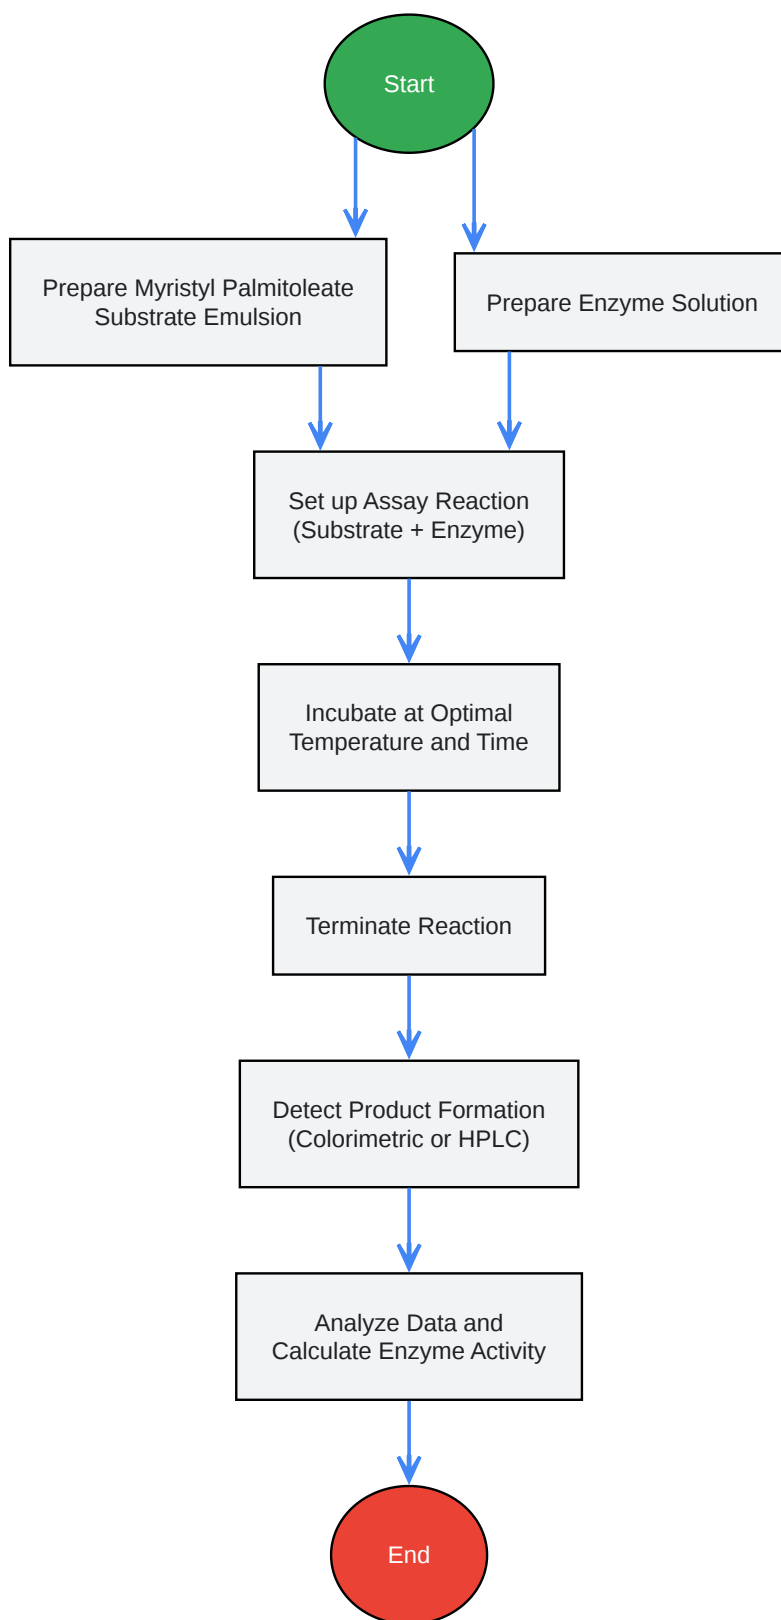 Start
Prepare Myristyl Palmitoleate
Substrate Emulsion
Prepare Enzyme Solution
Set up Assay Reaction
(Substrate + Enzyme)
Incubate at Optimal
Temperature and Time
Terminate Reaction
Detect Product Formation
(Colorimetric or HPLC)
Analyze Data and
Calculate Enzyme Activity
End